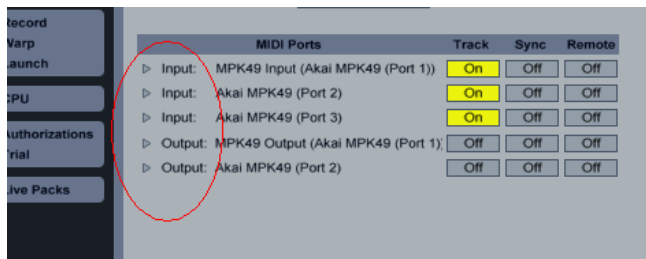 Record
Warp
Launch
CPU
Authorizations
Trial
Live Packs
MIDI Ports Track Sync Remote
Input: MPK49 Input (Akai MPK49 (Port 1)) On Off Off
Input: Akai MPK49 (Port 2) On Off Off
Input: Akai MPK49 (Port 3) On Off Off
Output: MPK49 Output (Akai MPK49 (Port 1) Off Off Off
Output: Akai MPK49 (Port 2) Off Off Off